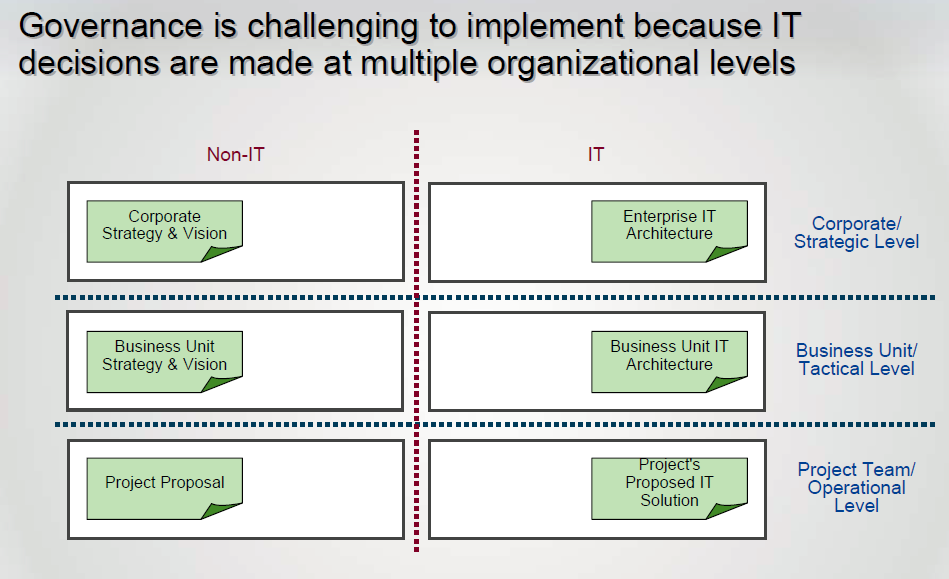 Governance is challenging to implement because IT
decisions are made at multiple organizational levels
Non-IT
IT
Corporate
Strategy & Vision
Enterprise IT
Architecture
Corporate/
Strategic Level
Business Unit
Strategy & Vision
Business Unit IT
Architecture
Business Unit/
Tactical Level
Project Proposal
Project's
Proposed IT
Solution
Project Team/
Operational
Level